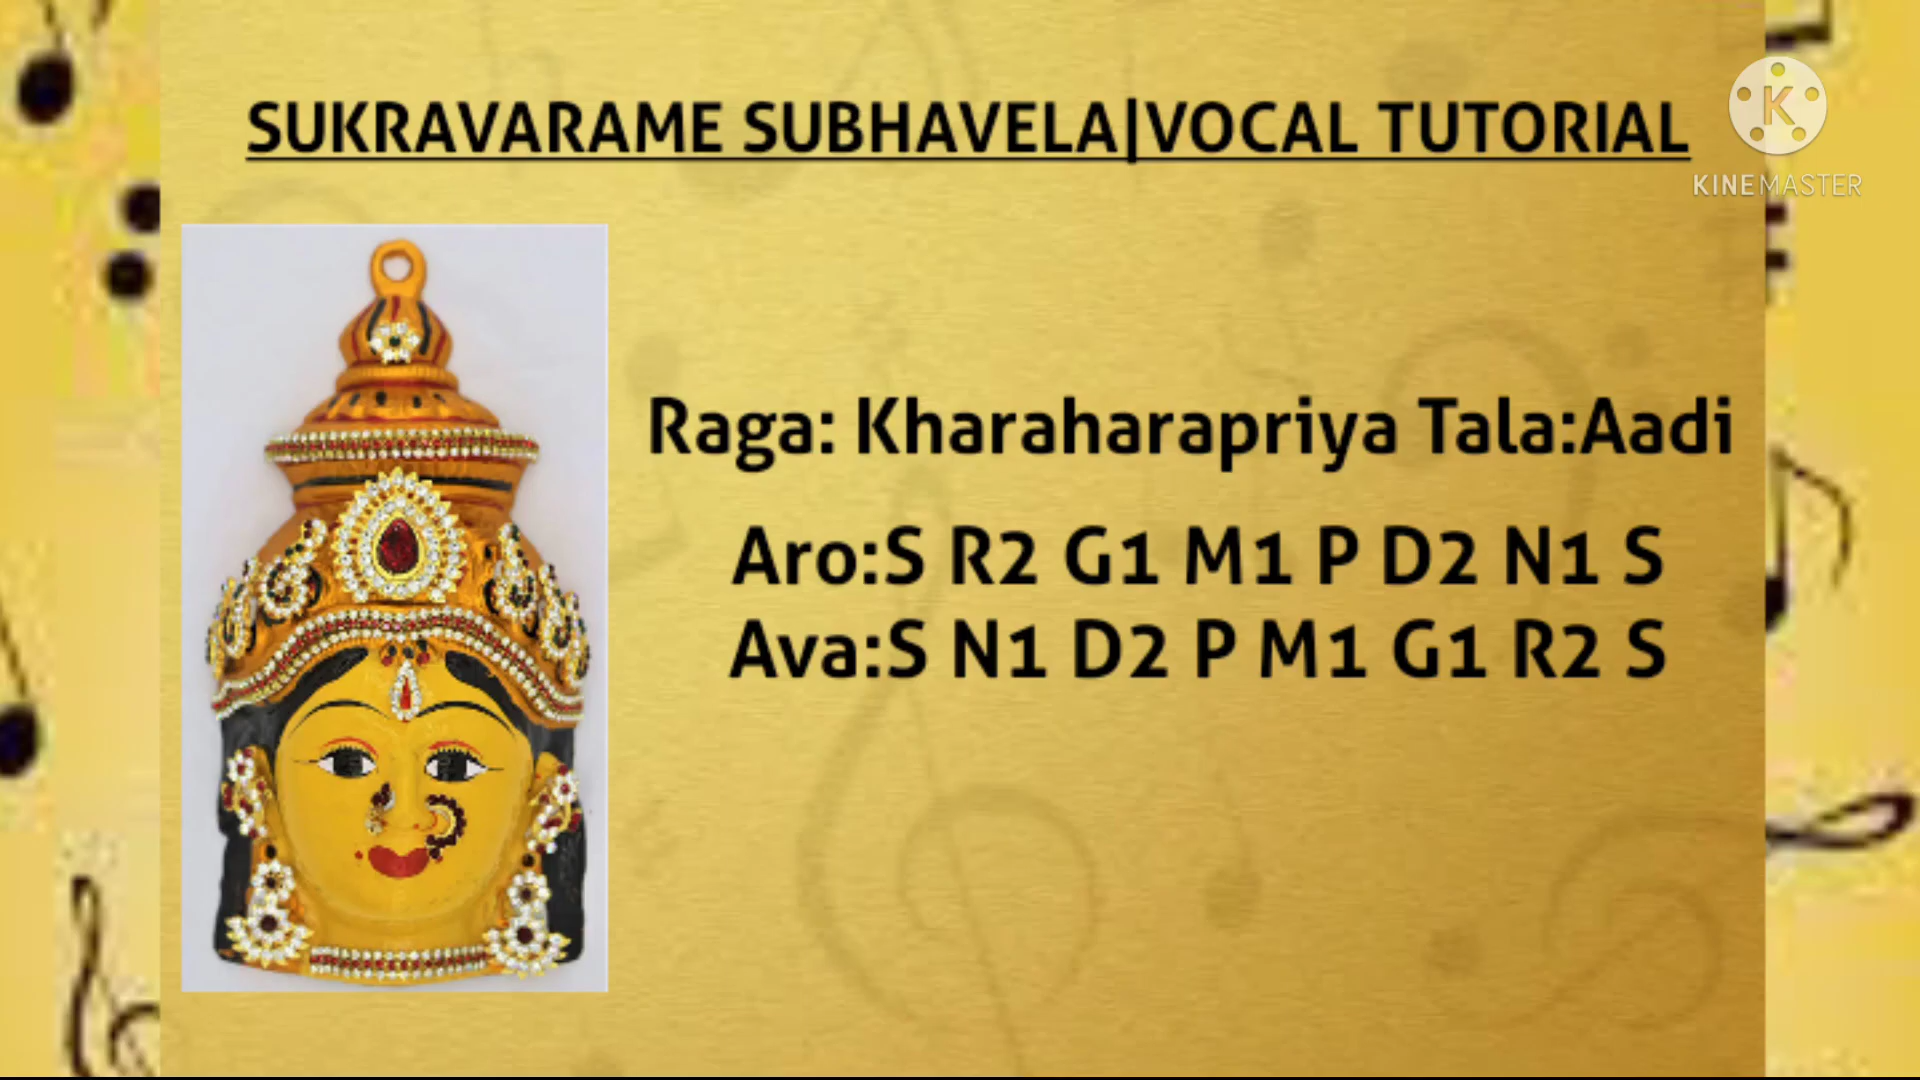 SUKRAVARAME SUBHAVELA|VOCAL TUTORIAL
K
KINEMASTER
Raga: Kharaharapriya Tala:Aadi
Aro:S R2 G1 M1 P D2 N1 S
Ava:S N1 D2 P M1 G1 R2 S